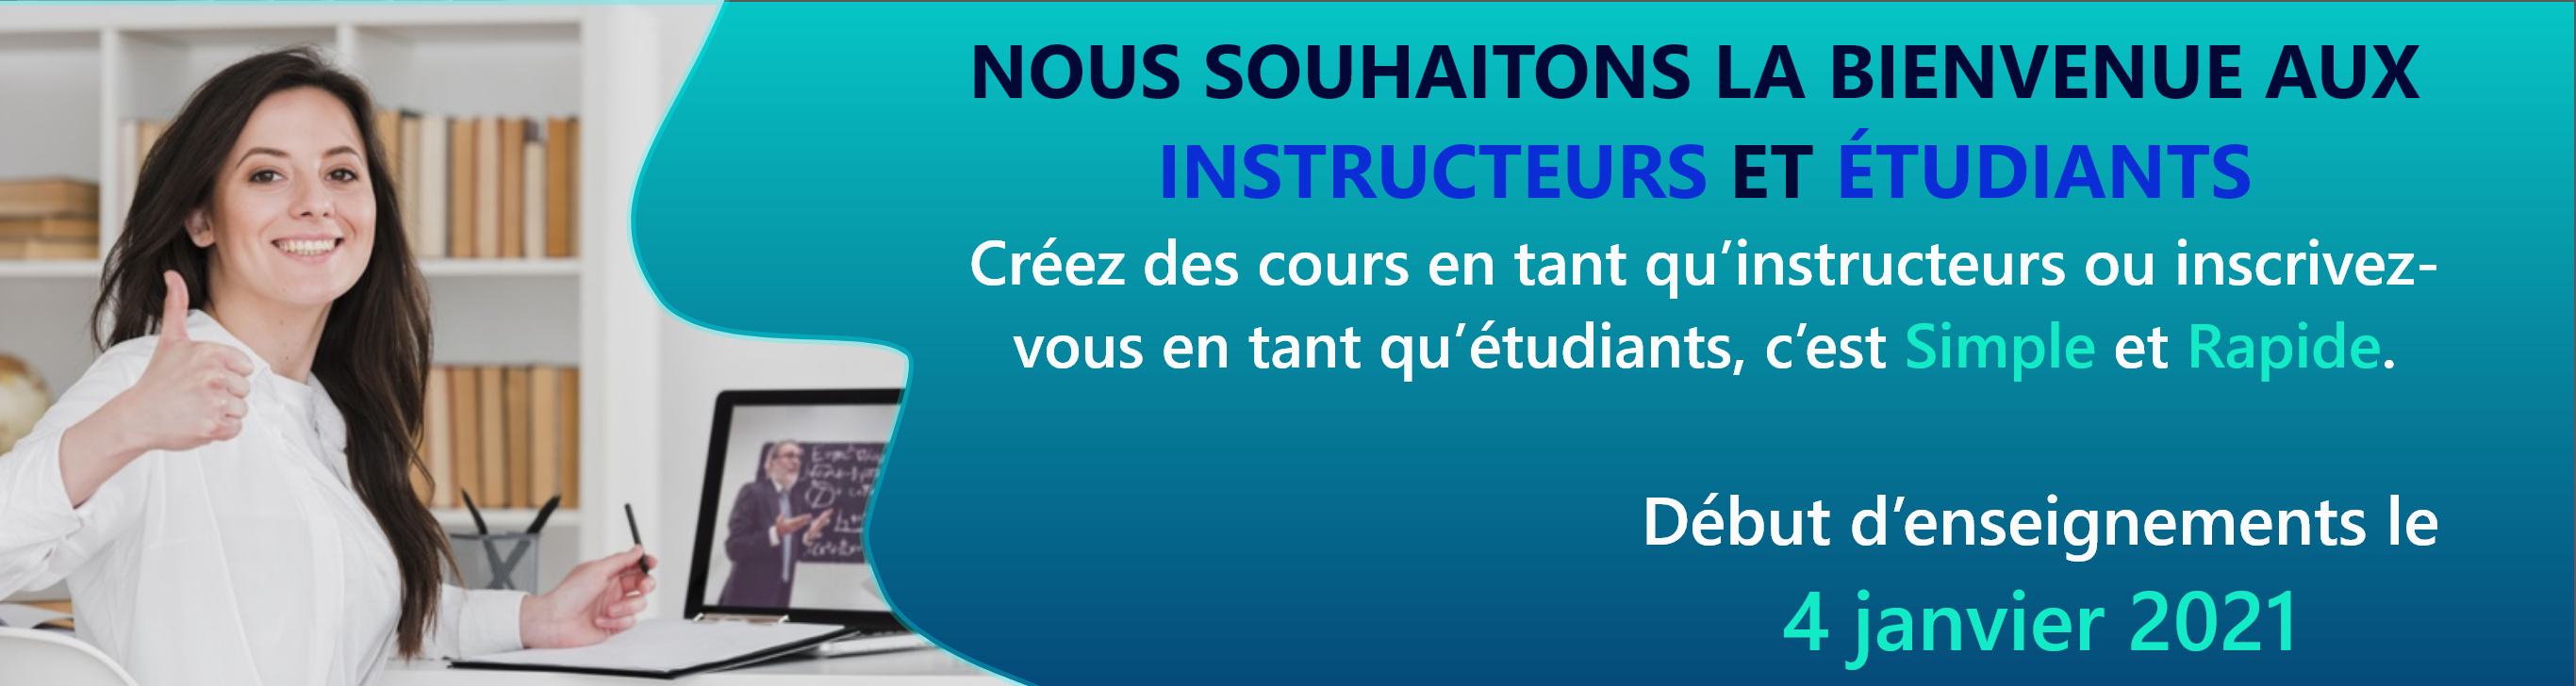 NOUS SOUHAITONS LA BIENVENUE AUX
INSTRUCTEURS ET ÉTUDIANTS
Créez des cours en tant qu’instructeurs ou inscrivez-
vous en tant qu’étudiants, c’est Simple et Rapide.
Début d’enseignements le
4 janvier 2021